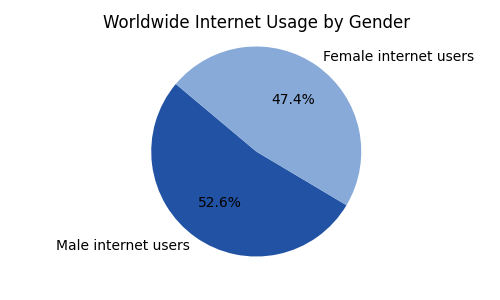 Worldwide Internet Usage by Gender
Female internet users
47.4%
52.6%
Male internet users